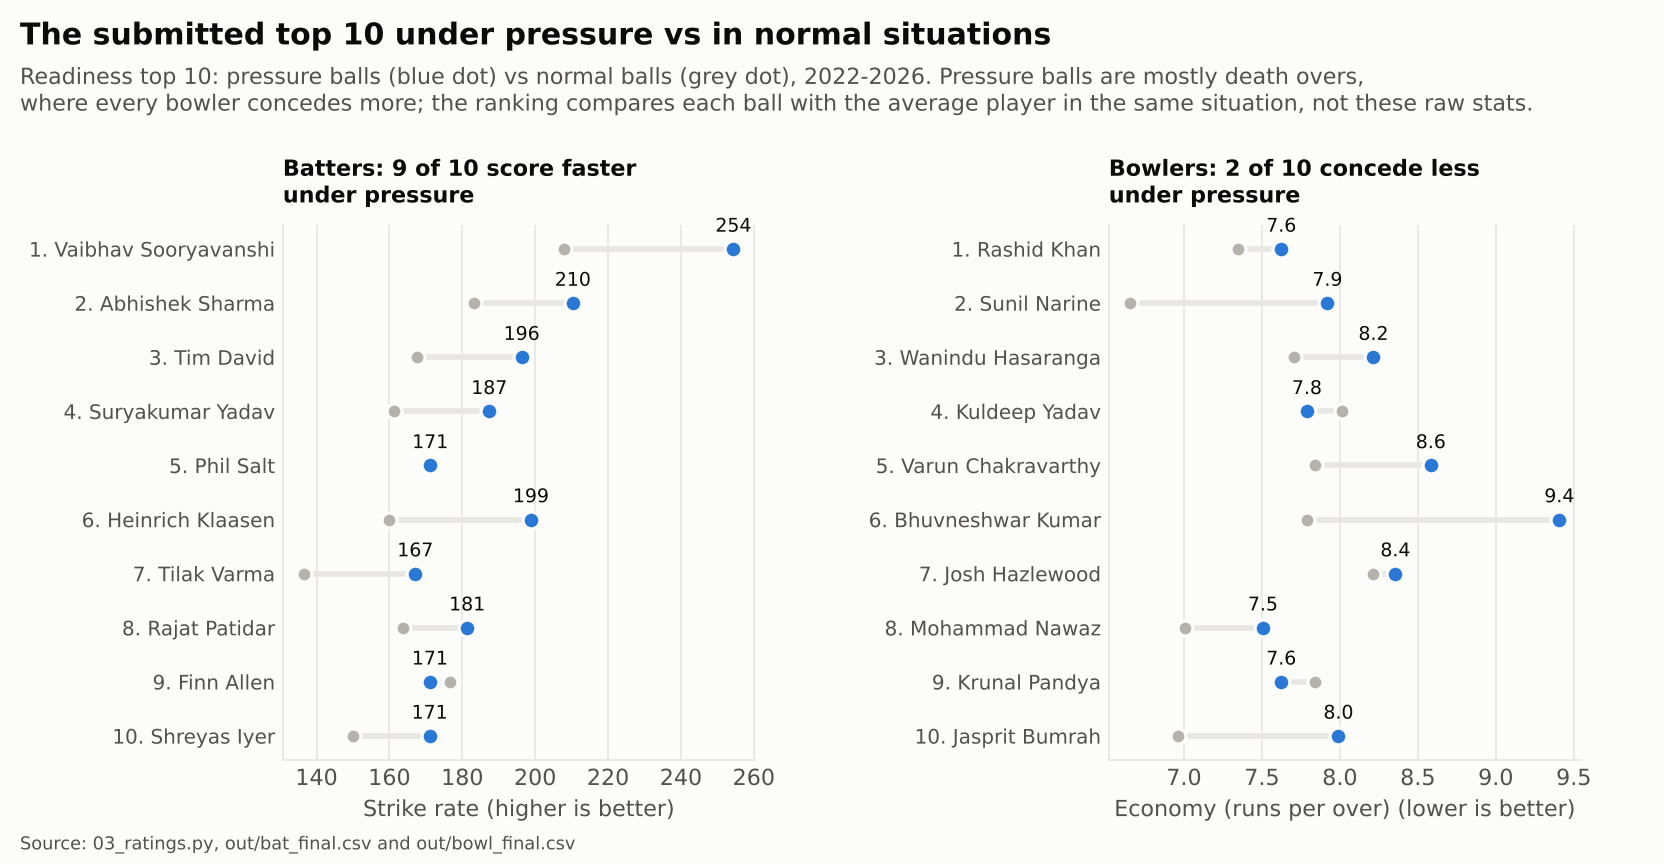 The submitted top 10 under pressure vs in normal situations
Readiness top 10: pressure balls (blue dot) vs normal balls (grey dot), 2022-2026. Pressure balls are mostly death overs,
where every bowler concedes more; the ranking compares each ball with the average player in the same situation, not these raw stats.
Batters: 9 of 10 score faster
under pressure
254
1. Vaibhav Sooryavanshi
210
2. Abhishek Sharma
196
3. Tim David
187
4. Suryakumar Yadav
171
5. Phil Salt
199
6. Heinrich Klaasen
167
7. Tilak Varma
181
8. Rajat Patidar
171
9. Finn Allen
171
10. Shreyas Iyer
140 160 180 200 220 240 260
Strike rate (higher is better)
Bowlers: 2 of 10 concede less
under pressure
7.6
1. Rashid Khan
7.9
2. Sunil Narine
8.2
3. Wanindu Hasaranga
7.8
4. Kuldeep Yadav
8.6
5. Varun Chakravarthy
9.4
6. Bhuvneshwar Kumar
8.4
7. Josh Hazlewood
7.5
8. Mohammad Nawaz
7.6
9. Krunal Pandya
8.0
10. Jasprit Bumrah
7.0 7.5 8.0 8.5 9.0 9.5
Economy (runs per over) (lower is better)
Source: 03_ratings.py, out/bat_final.csv and out/bowl_final.csv